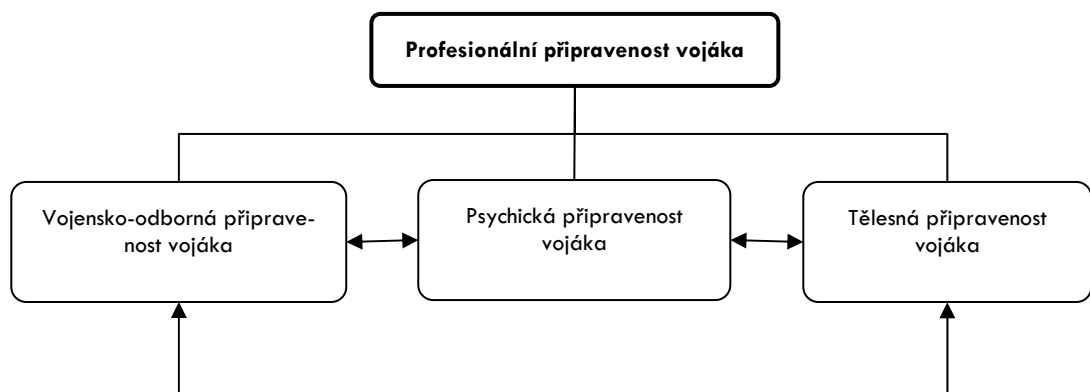 Profesionální připravenost vojáka
Vojensko-odborná připrave-
nost vojáka
Psychická připravenost
vojáka
Tělesná připravenost
vojáka